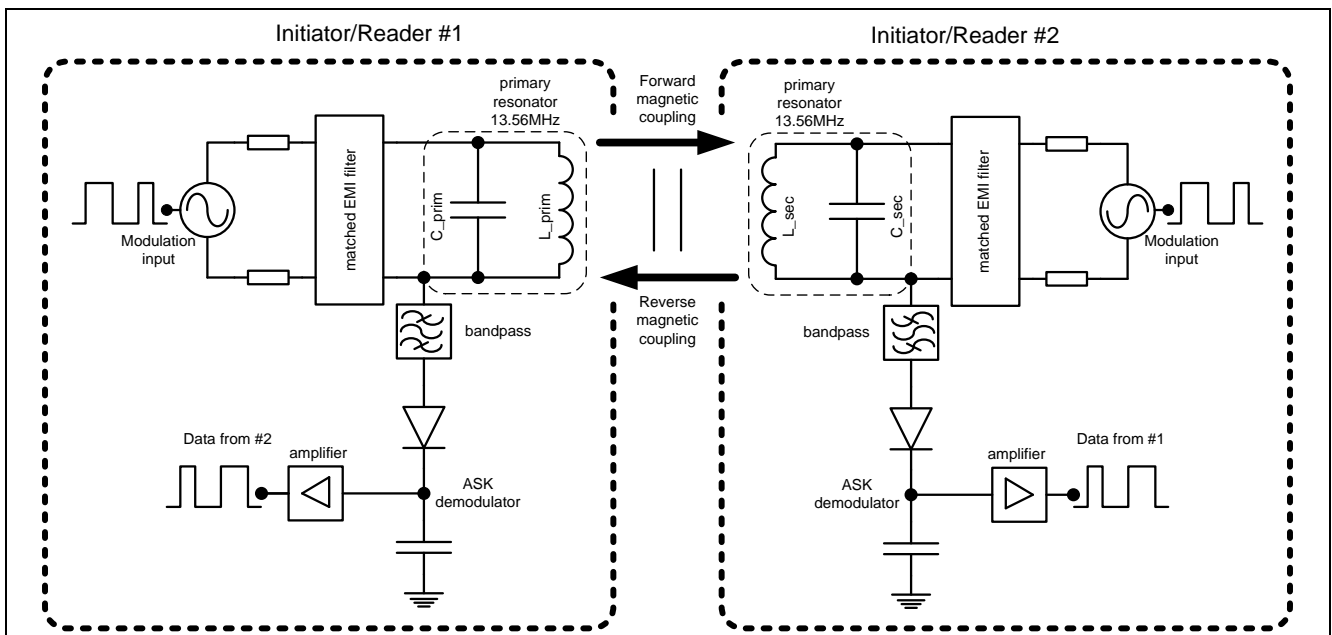 Initiator/Reader #1
primary
resonator
13.56MHz
matched EMI filter
C_prim
L_prim
Modulation
input
bandpass
Data from #2
amplifier
ASK
demodulator
Forward
magnetic
coupling
Reverse
magnetic
coupling
Initiator/Reader #2
primary
resonator
13.56MHz
L_sec
C_sec
matched EMI filter
Modulation
input
bandpass
ASK
demodulator
amplifier
Data from #1